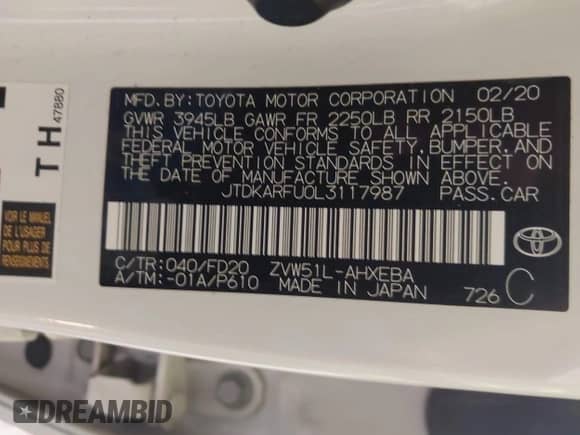 MFD.BY:TOYOTA MOTOR CORPORATION 02/20
GVWR 3945LB GAWR FR 2250LB RR 2150LB
THIS VEHICLE CONFORMS TO ALL APPLICABLE
FEDERAL MOTOR VEHICLE SAFETY,BUMPER,AND
THEFT PREVENTION STANDARDS IN EFFECT ON
THE DATE OF MANUFACTURE SHOWN ABOVE.
JTDKARFU0L3117987 PASS.CAR
C/TR:040/FD20 ZVW51L-AHXEBA
A/TM:-01A/P610 MADE IN JAPAN 726 C
TOYOTA
TH
47880
VOIR LE MANUEL
DE L'USAGER
DREAMBID